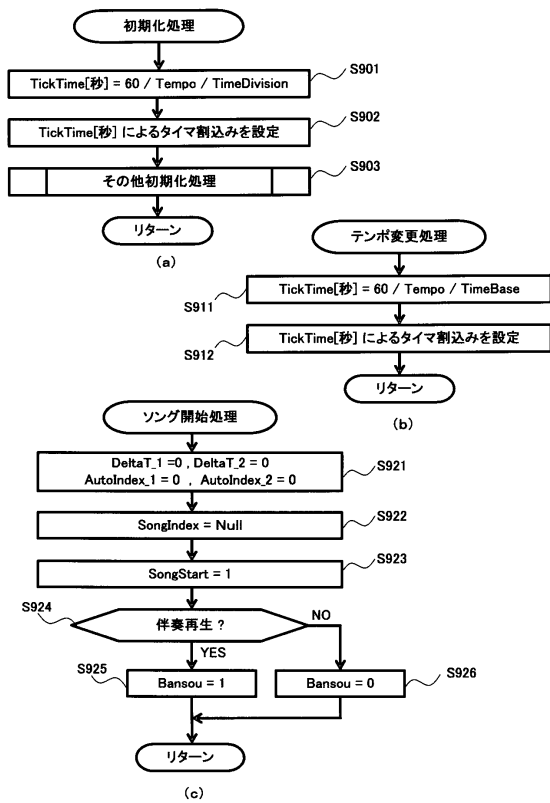 初期化処理
TickTime[秒] = 60 / Tempo / TimeDivision
S901
TickTime[秒] によるタイマ割込みを設定
S902
その他初期化処理
S903
リターン
(a)
テンポ変更処理
TickTime[秒] = 60 / Tempo / TimeBase
S911
TickTime[秒] によるタイマ割込みを設定
S912
リターン
(b)
ソング開始処理
DeltaT_1 =0 , DeltaT_2 = 0
AutoIndex_1 = 0 , AutoIndex_2 = 0
S921
SongIndex = Null
S922
SongStart = 1
S923
S924
伴奏再生 ?
NO
YES
S925
Bansou = 1
Bansou = 0
S926
リターン
(c)